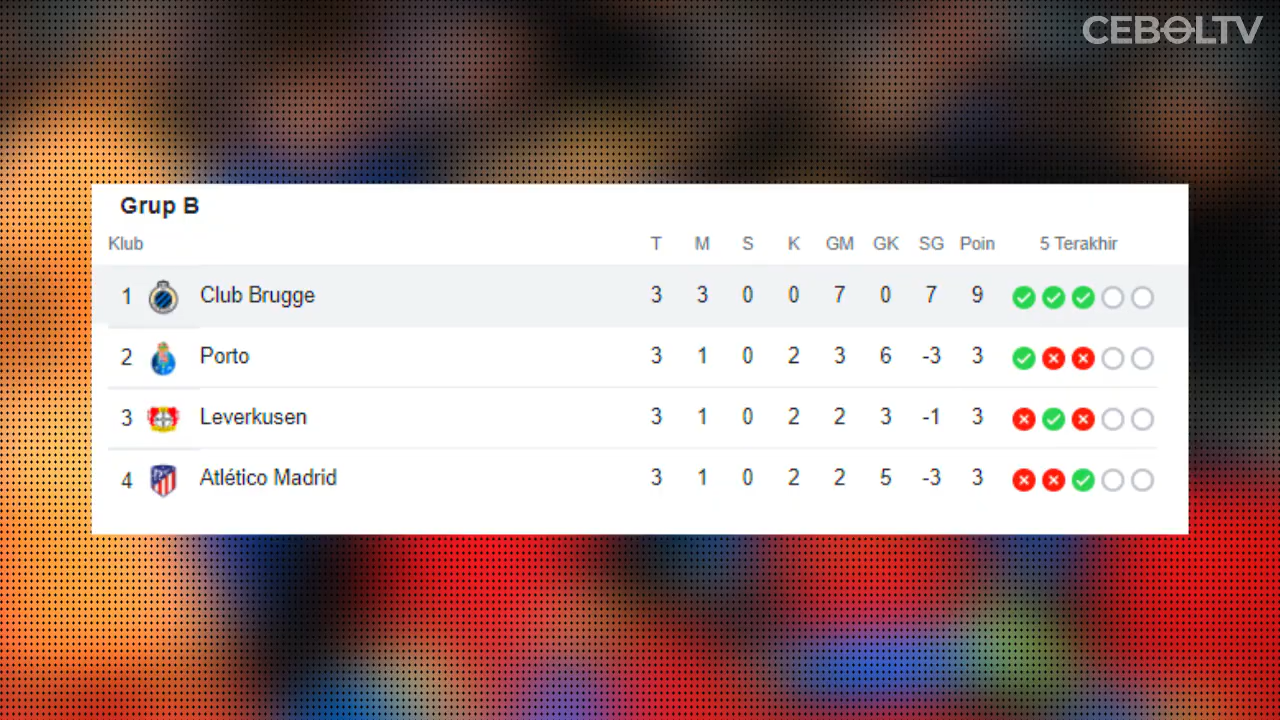 CEBOLTV
Grup B
Klub T M S K GM GK SG Poin 5 Terakhir
1 Club Brugge 3 3 0 0 7 0 7 9
2 Porto 3 1 0 2 3 6 -3 3
3 Leverkusen 3 1 0 2 2 3 -1 3
4 Atlético Madrid 3 1 0 2 2 5 -3 3